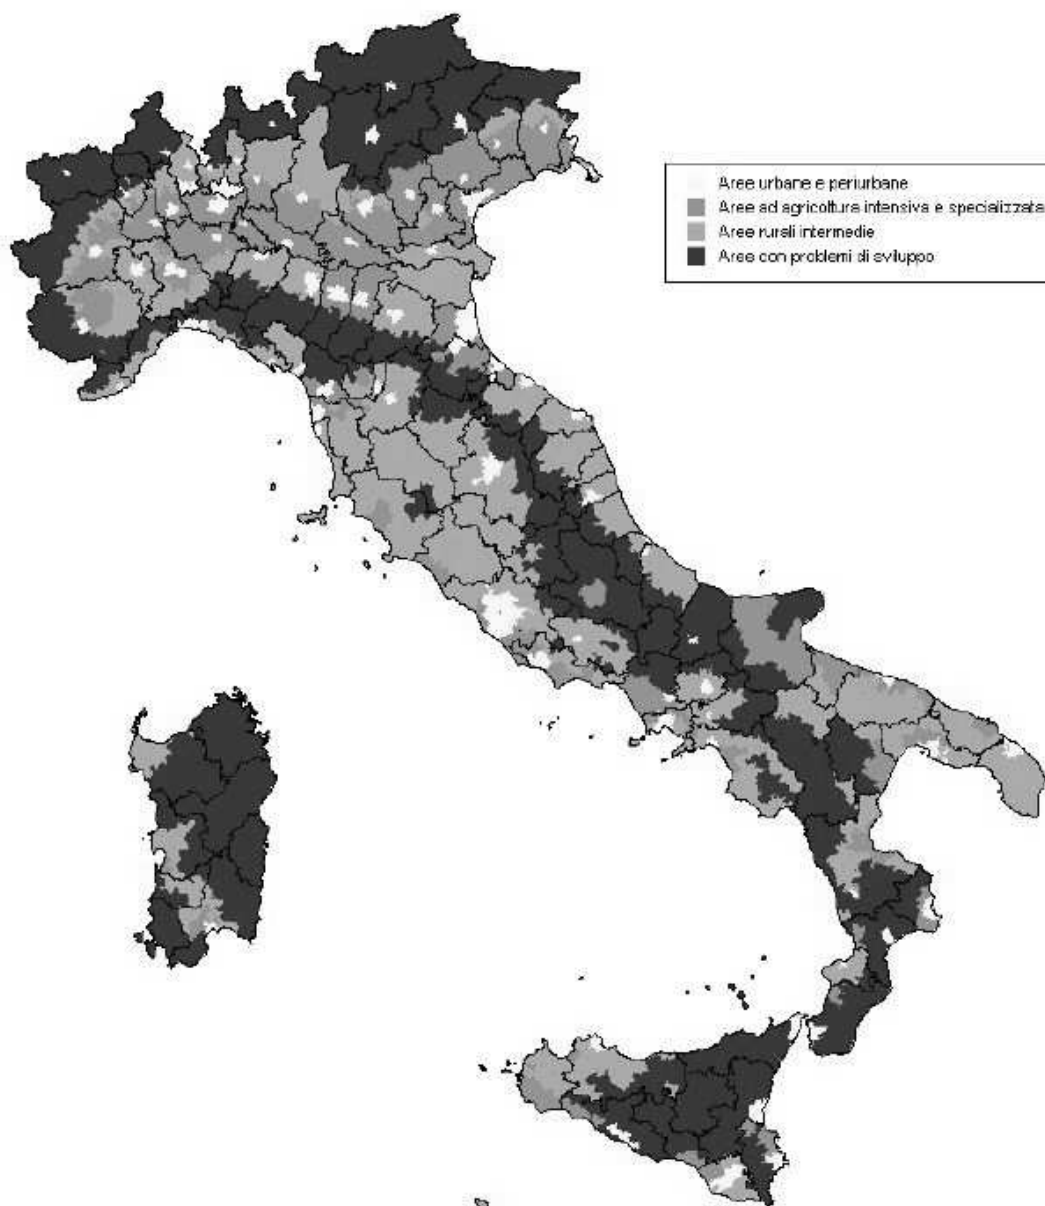 Aree urbane e periurbane
Aree ad agricoltura intensiva e specializzata
Aree rurali intermedie
Aree con problemi di sviluppo